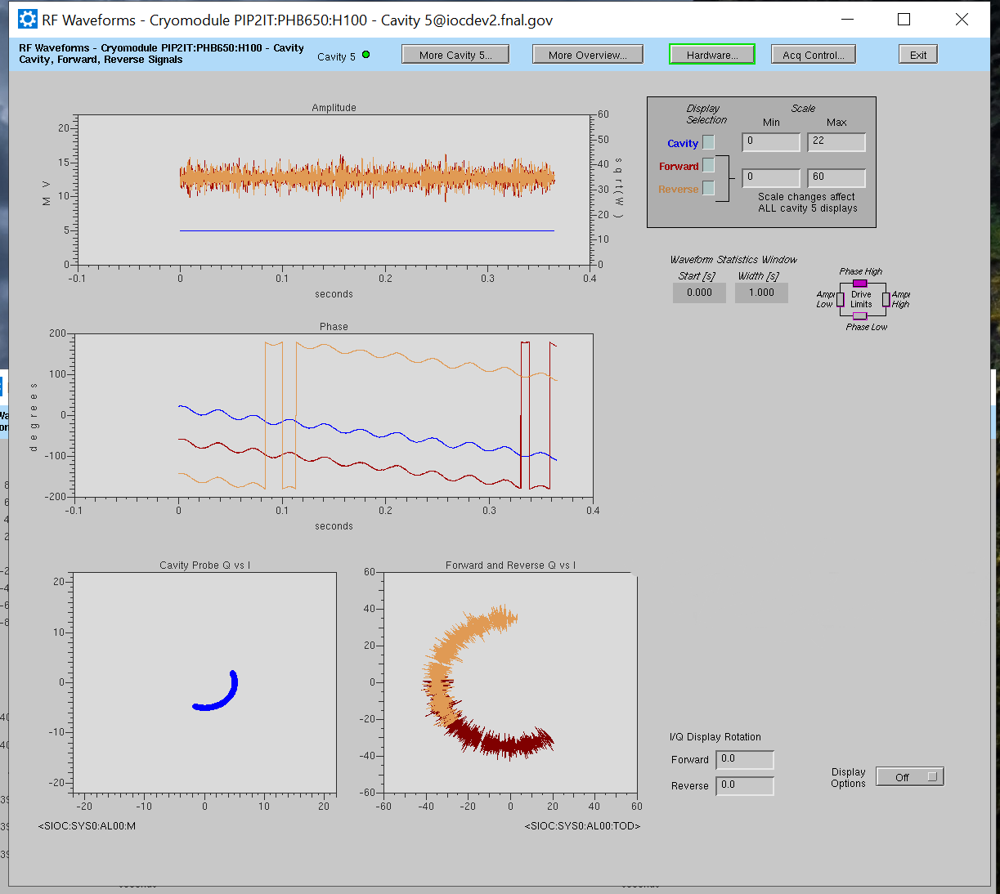 RF Waveforms - Cryomodule PIP2IT:PHB650:H100 - Cavity 5@iocdev2.fnal.gov
RF Waveforms - Cryomodule PIP2IT:PHB650:H100 - Cavity
Cavity, Forward, Reverse Signals
Cavity 5
More Cavity 5...
More Overview...
Hardware...
Acq Control...
Exit
Amplitude
20
15
10
5
0
M V
60
50
40
30
20
10
0
sqrt(W)
-0.1
0
0.1
0.2
0.3
0.4
seconds
Display
Selection
Scale
Min
Max
Cavity
0
22
Forward
Reverse
0
60
Scale changes affect
ALL cavity 5 displays
Waveform Statistics Window
Start [s]
Width [s]
0.000
1.000
Phase High
Ampl
Low
Drive
Limits
Ampl
High
Phase Low
Phase
200
100
0
-100
-200
degrees
-0.1
0
0.1
0.2
0.3
0.4
seconds
Cavity Probe Q vs I
20
10
0
-10
-20
-20
-10
0
10
20
<SIOC:SYS0:AL00:M
Forward and Reverse Q vs I
60
40
20
0
-20
-40
-60
-60
-40
-20
0
20
40
60
<SIOC:SYS0:AL00:TOD>
I/Q Display Rotation
Forward
0.0
Reverse
0.0
Display
Options
Off